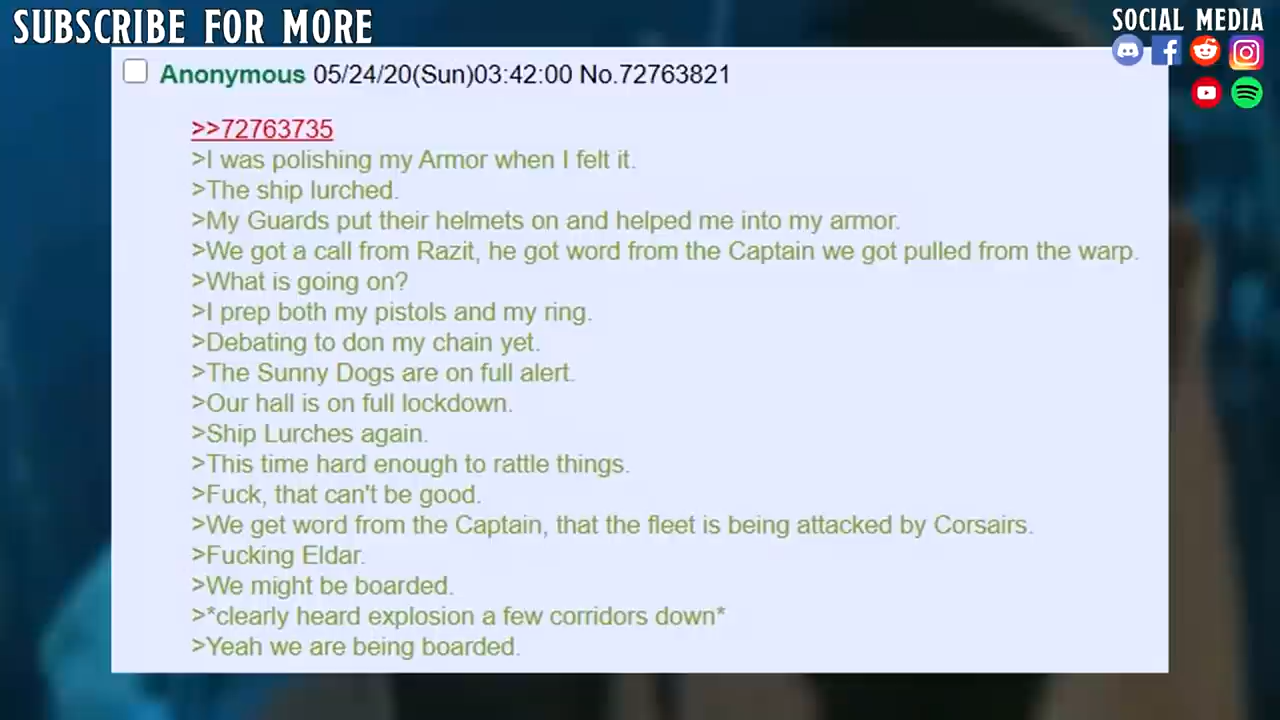 SUBSCRIBE FOR MORE
SOCIAL MEDIA
Anonymous 05/24/20(Sun)03:42:00 No.72763821
>>72763735
>I was polishing my Armor when I felt it.
>The ship lurched.
>My Guards put their helmets on and helped me into my armor.
>We got a call from Razit, he got word from the Captain we got pulled from the warp.
>What is going on?
>I prep both my pistols and my ring.
>Debating to don my chain yet.
>The Sunny Dogs are on full alert.
>Our hall is on full lockdown.
>Ship Lurches again.
>This time hard enough to rattle things.
>Fuck, that can't be good.
>We get word from the Captain, that the fleet is being attacked by Corsairs.
>Fucking Eldar.
>We might be boarded.
>*clearly heard explosion a few corridors down*
>Yeah we are being boarded.